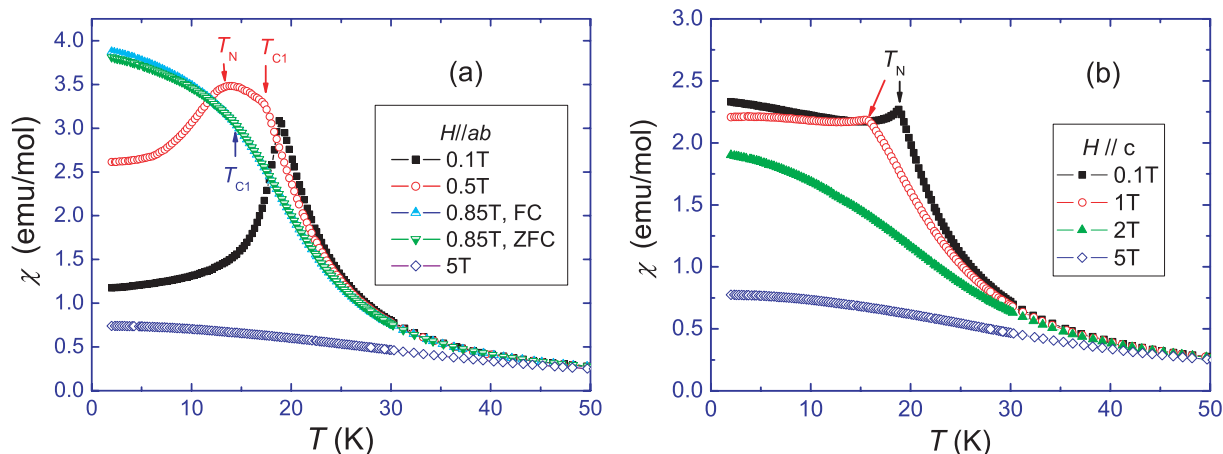 4.0
3.5
3.0
2.5
2.0
1.5
1.0
0.5
0.0
χ (emu/mol)
T_N
T_C1
(a)
T_C1
H//ab
0.1T
0.5T
0.85T, FC
0.85T, ZFC
5T
0 10 20 30 40 50
T (K)
3.0
2.5
2.0
1.5
1.0
0.5
0.0
χ (emu/mol)
T_N
(b)
H // c
0.1T
1T
2T
5T
0 10 20 30 40 50
T (K)